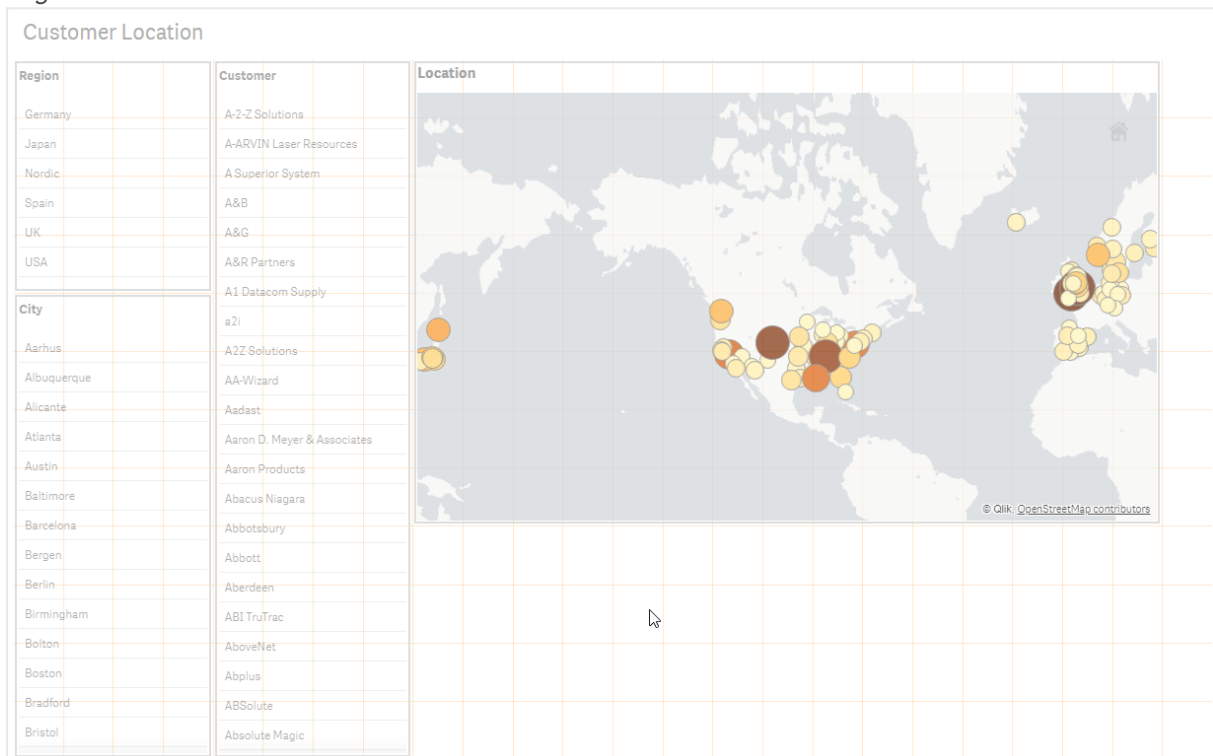 Customer Location
Region
Germany
Japan
Nordic
Spain
UK
USA
City
Aarhus
Albuquerque
Alicante
Atlanta
Austin
Baltimore
Barcelona
Bergen
Berlin
Birmingham
Bolton
Boston
Bradford
Bristol
Customer
A-2-Z Solutions
A-ARVIN Laser Resources
A Superior System
A&B
A&G
A&R Partners
A1 Datacom Supply
a2i
A2Z Solutions
AA-Wizard
Aadast
Aaron D. Meyer & Associates
Aaron Products
Abacus Niagara
Abbotsbury
Abbott
Aberdeen
ABI TruTrac
AboveNet
Abplus
ABSolute
Absolute Magic
Location
© Qlik, OpenStreetMap contributors